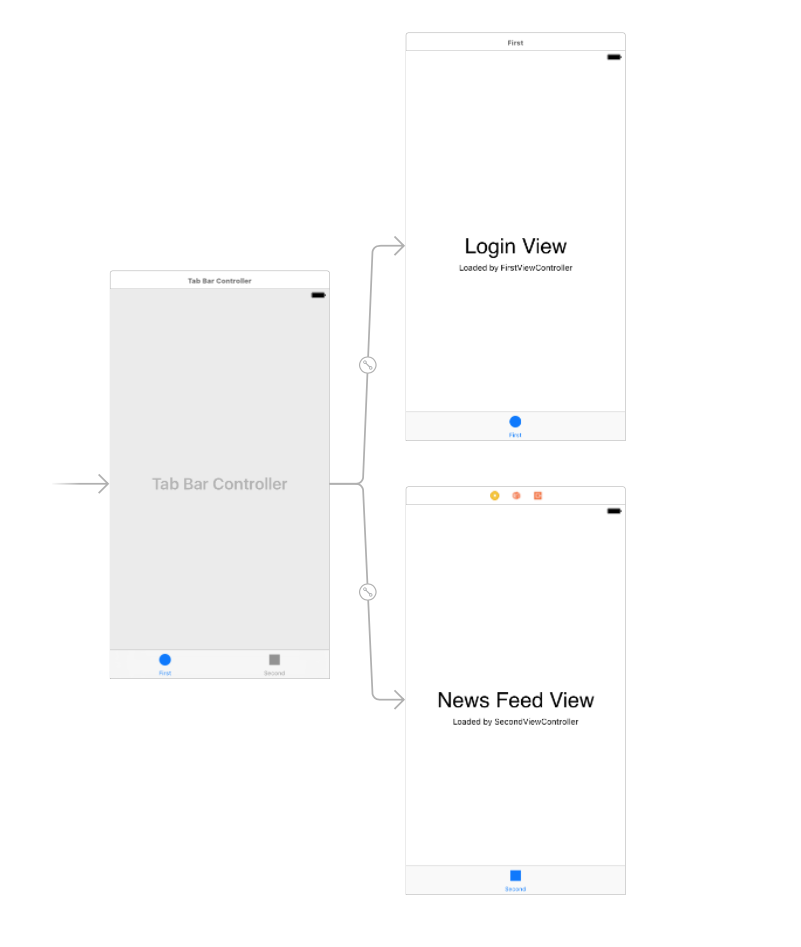 First
Login View
Loaded by FirstViewController
First
Tab Bar Controller
Tab Bar Controller
First
Second
News Feed View
Loaded by SecondViewController
Second